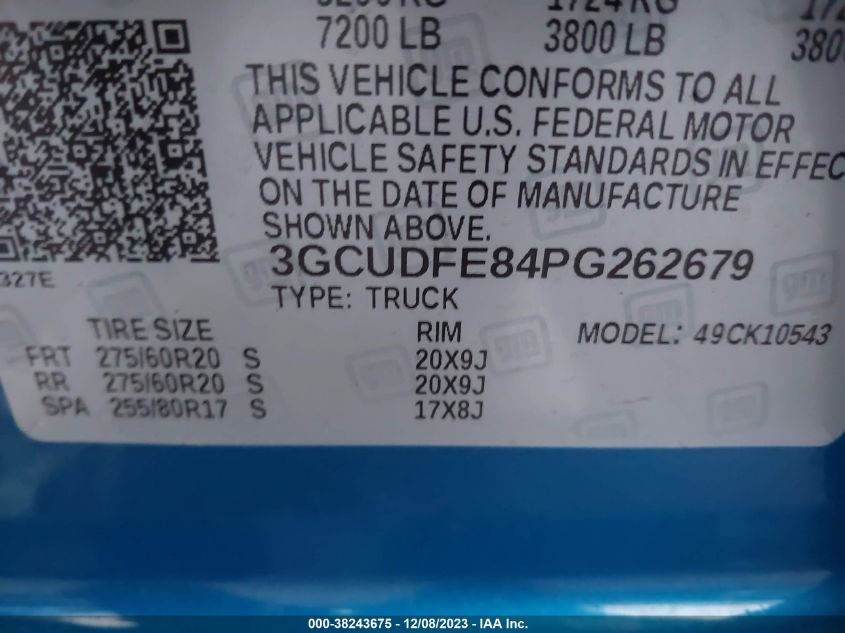 7200 LB 3800 LB 380
THIS VEHICLE CONFORMS TO ALL
APPLICABLE U.S. FEDERAL MOTOR
VEHICLE SAFETY STANDARDS IN EFFEC
ON THE DATE OF MANUFACTURE
SHOWN ABOVE.
3GCUDFE84PG262679
327E
TYPE: TRUCK
TIRE SIZE RIM MODEL: 49CK10543
FRT 275/60R20 S 20X9J
RR 275/60R20 S 20X9J
SPA 255/80R17 S 17X8J
gm
000-38243675 - 12/08/2023 - IAA Inc.